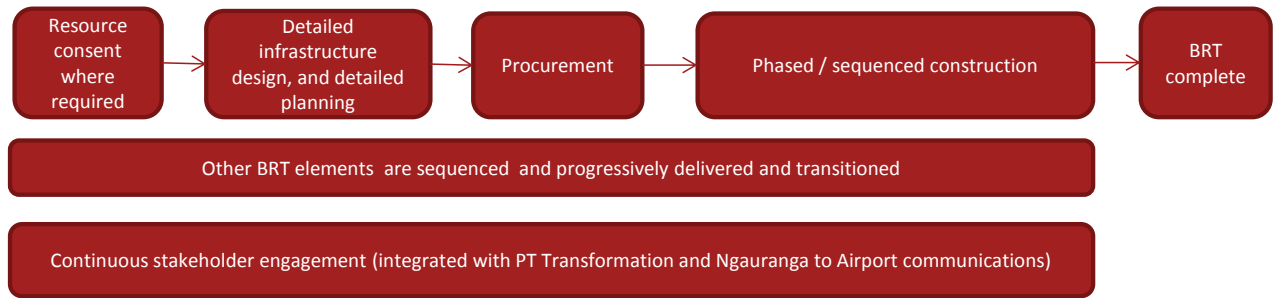 Resource
consent
where
required
Detailed
infrastructure
design, and detailed
planning
Procurement
Phased / sequenced construction
BRT
complete
Other BRT elements are sequenced and progressively delivered and transitioned
Continuous stakeholder engagement (integrated with PT Transformation and Ngauranga to Airport communications)